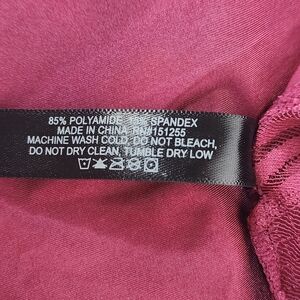 85% POLYAMIDE 15% SPANDEX
MADE IN CHINA RN#151255
MACHINE WASH COLD, DO NOT BLEACH,
DO NOT DRY CLEAN, TUMBLE DRY LOW